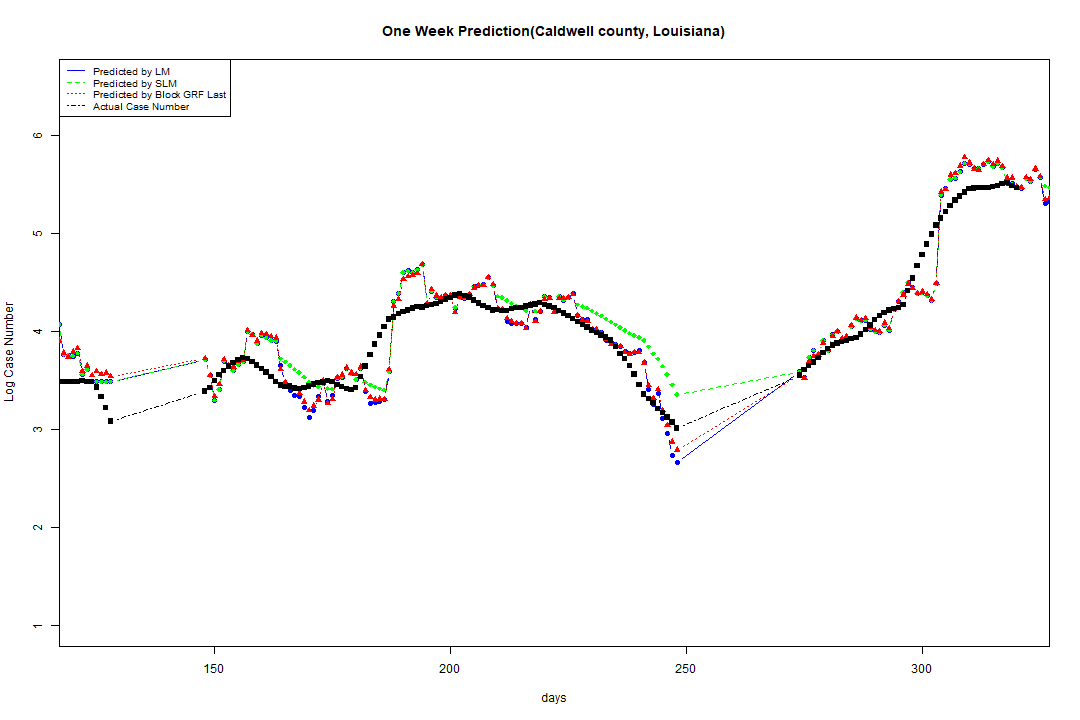 One Week Prediction(Caldwell county, Louisiana)
Predicted by LM
Predicted by SLM
Predicted by Block GRF Last
Actual Case Number
6
5
4
3
2
1
Log Case Number
150
200
250
300
days